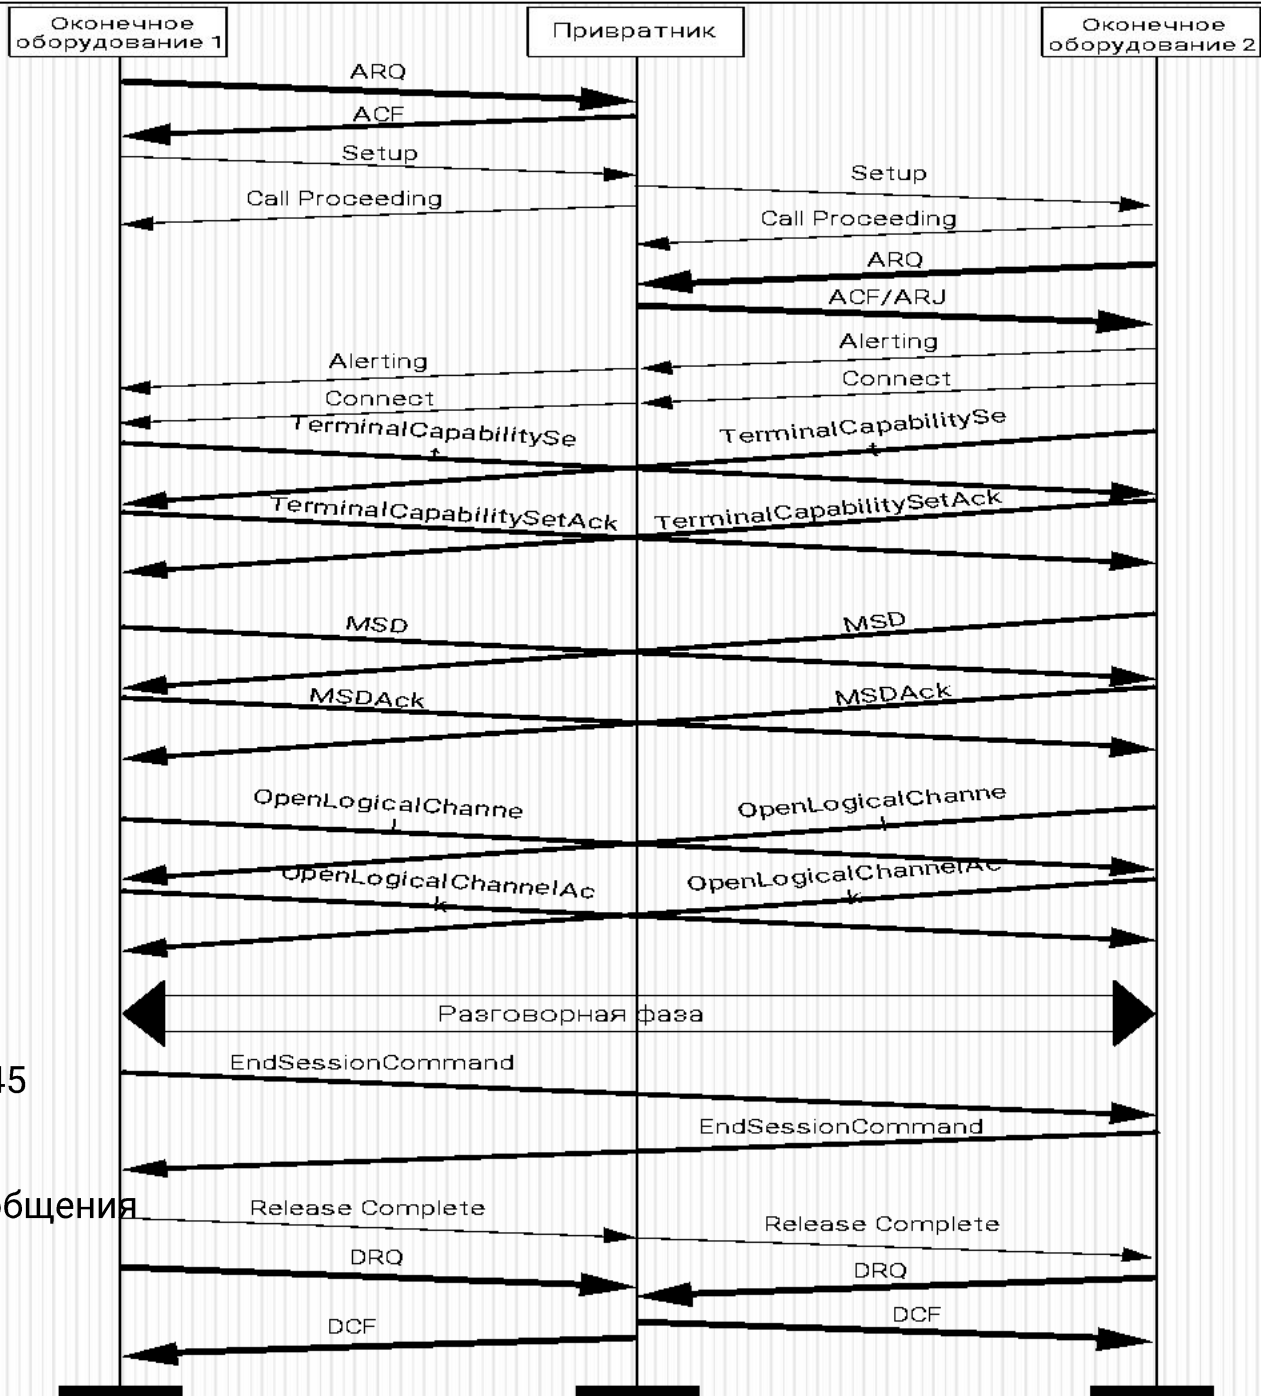 Оконечное
оборудование 1
Привратник
Оконечное
оборудование 2
ARQ
ACF
Setup
Setup
Call Proceeding
Call Proceeding
ARQ
ACF/ARJ
Alerting
Alerting
Connect
Connect
TerminalCapabilitySe
t
TerminalCapabilitySe
t
TerminalCapabilitySetAck
TerminalCapabilitySetAck
MSD
MSD
MSDAck
MSDAck
OpenLogicalChanne
l
OpenLogicalChanne
l
OpenLogicalChannelAc
k
OpenLogicalChannelAc
k
Разговорная фаза
EndSessionCommand
45
EndSessionCommand
общения
Release Complete
Release Complete
DRQ
DRQ
DCF
DCF